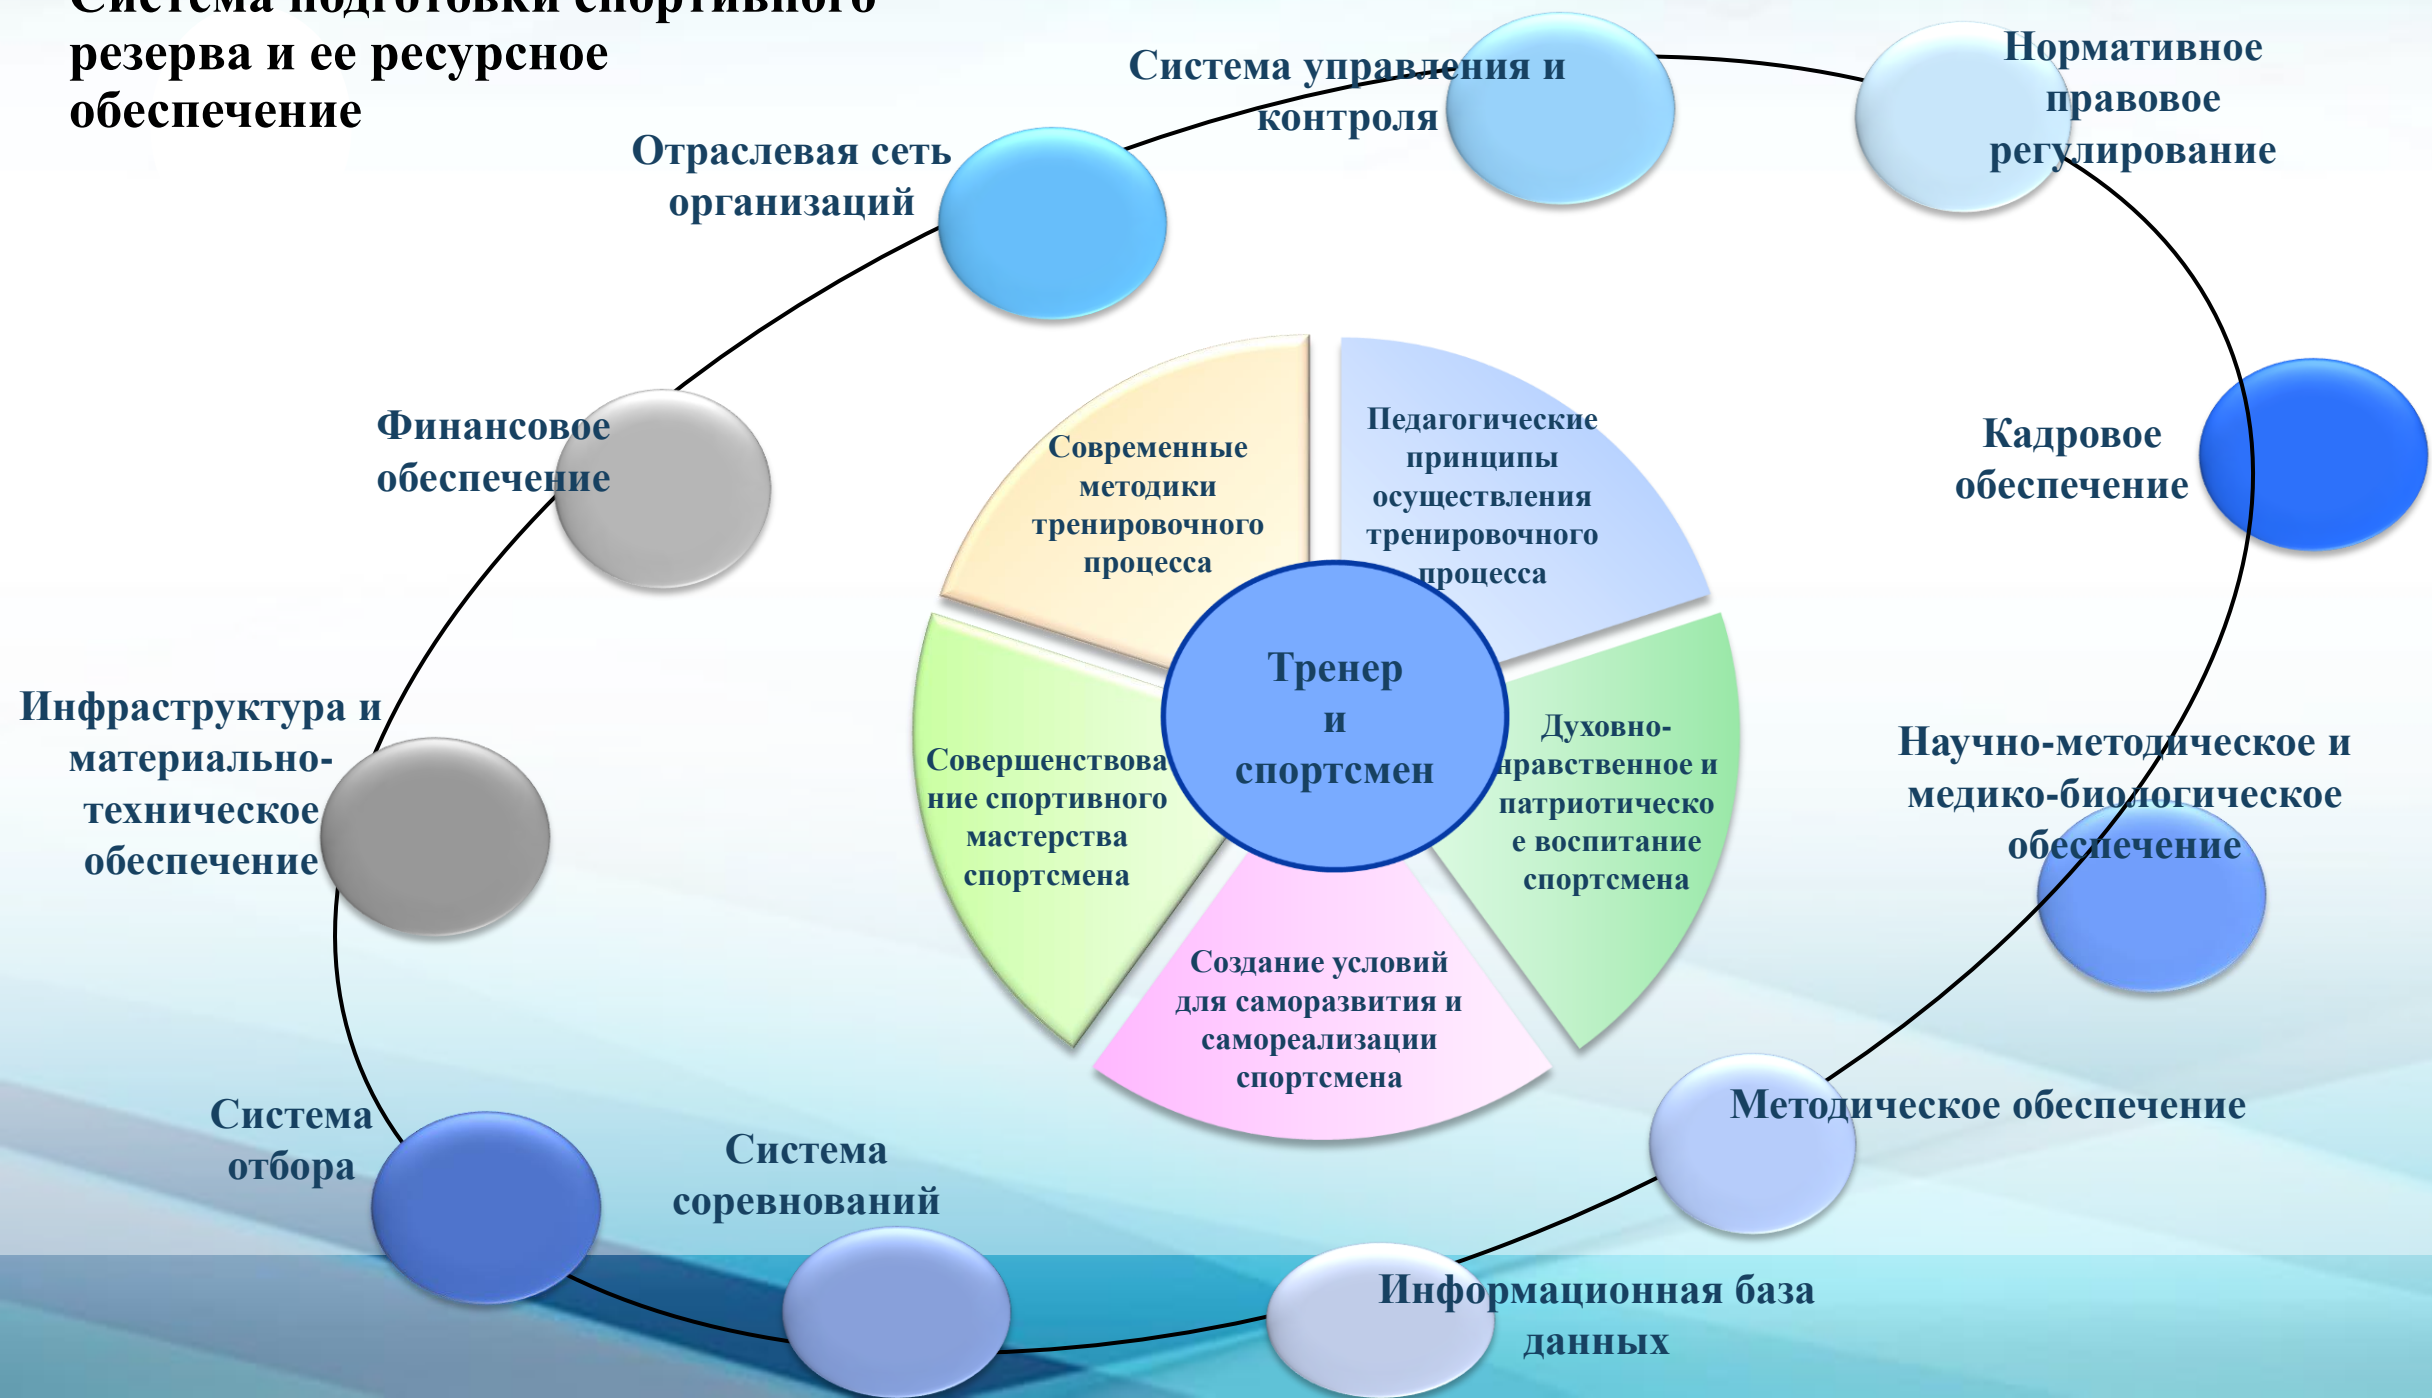 Система подготовки спортивного
резерва и ее ресурсное
обеспечение
Система управления и
контроля
Нормативное
правовое
регулирование
Отраслевая сеть
организаций
Финансовое
обеспечение
Кадровое
обеспечение
Современные
методики
тренировочного
процесса
Педагогические
принципы
осуществления
тренировочного
процесса
Тренер
и
спортсмен
Совершенствова
ние спортивного
мастерства
спортсмена
Духовно-
нравственное и
патриотическо
е воспитание
спортсмена
Создание условий
для саморазвития и
самореализации
спортсмена
Инфраструктура и
материально-
техническое
обеспечение
Научно-методическое и
медико-биологическое
обеспечение
Система
отбора
Система
соревнований
Методическое обеспечение
Информационная база
данных